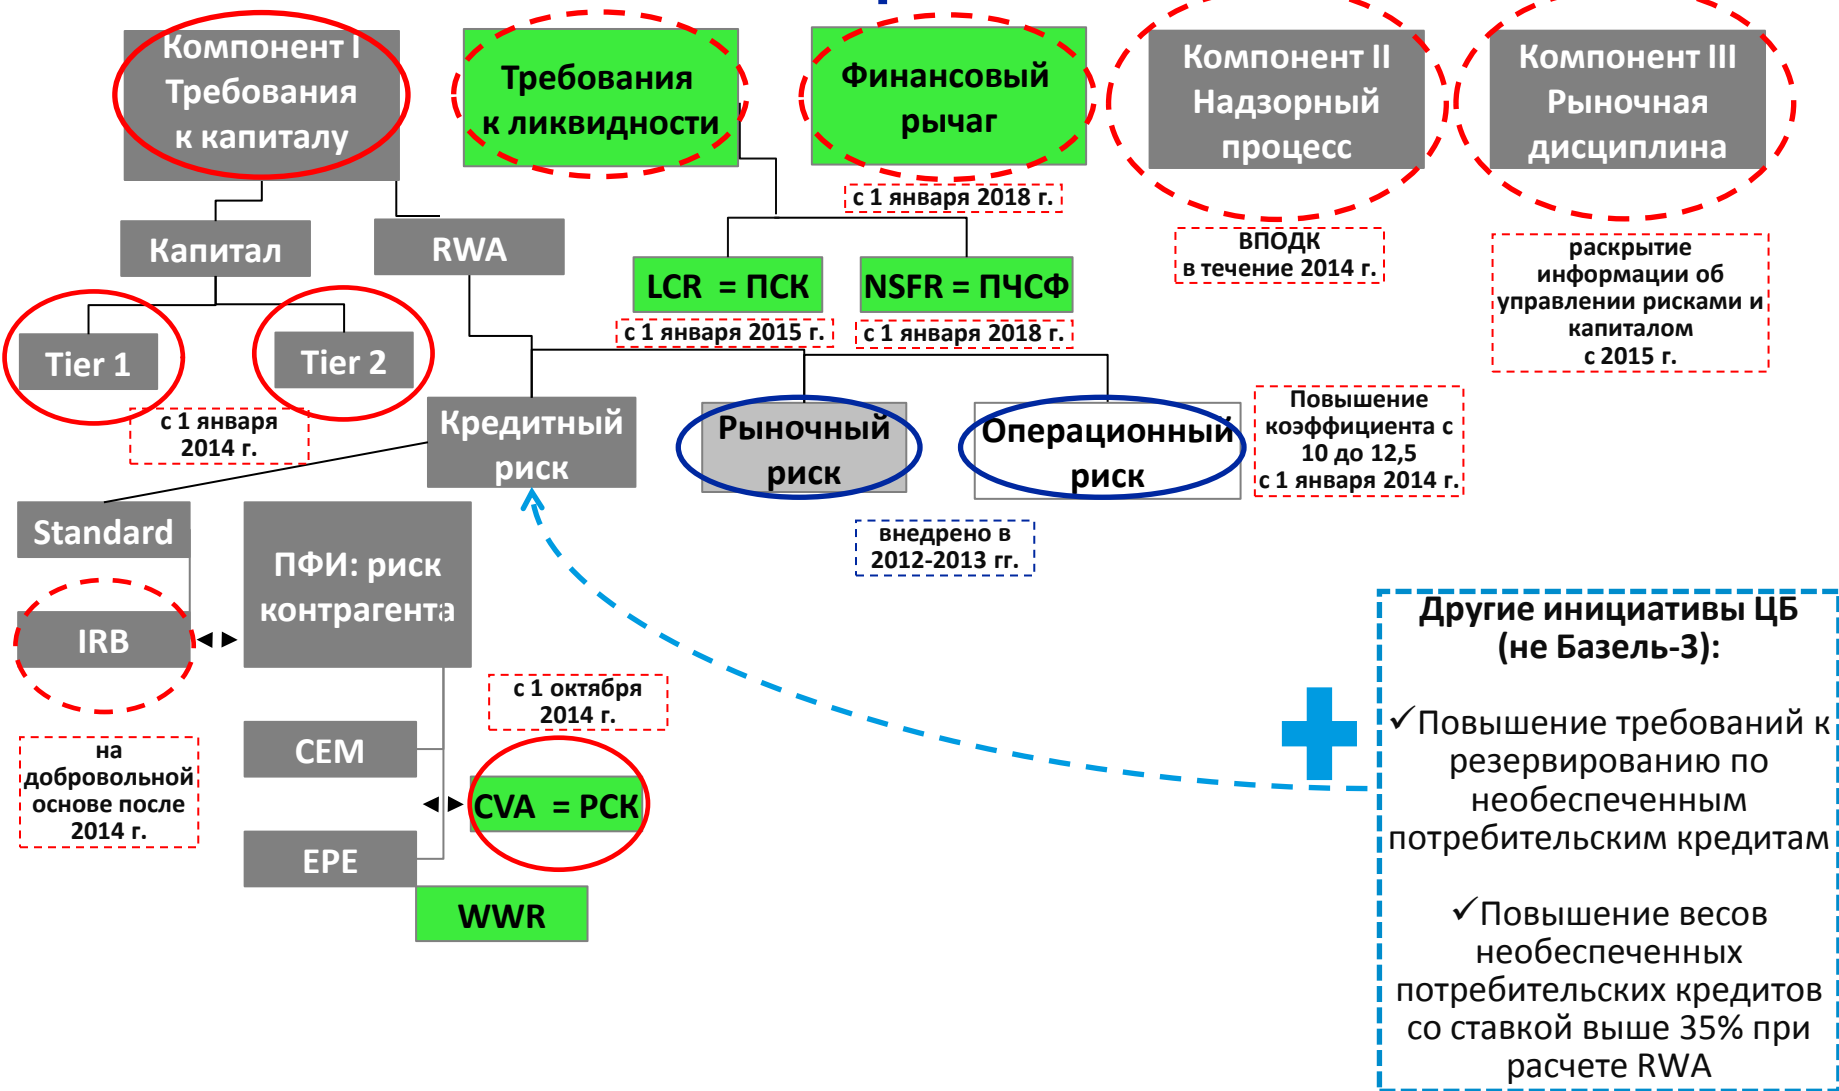 Компонент I
Требования
к капиталу
Требования
к ликвидности
Финансовый
рычаг
Компонент II
Надзорный
процесс
Компонент III
Рыночная
дисциплина
с 1 января 2018 г.
Капитал
RWA
LCR = ПСК
NSFR = ПЧСФ
ВПОДК
в течение 2014 г.
раскрытие
информации об
управлении рисками и
капиталом
с 2015 г.
с 1 января 2015 г.
с 1 января 2018 г.
Tier 1
Tier 2
с 1 января
2014 г.
Кредитный
риск
Рыночный
риск
Операционный
риск
Повышение
коэффициента с
10 до 12,5
с 1 января 2014 г.
внедрено в
2012-2013 гг.
Standard
IRB
ПФИ: риск
контрагента
на
добровольной
основе после
2014 г.
с 1 октября
2014 г.
CEM
CVA = РСК
EPE
WWR
Другие инициативы ЦБ
(не Базель-3):
✓Повышение требований к
резервированию по
необеспеченным
потребительским кредитам
✓Повышение весов
необеспеченных
потребительских кредитов
со ставкой выше 35% при
расчете RWA